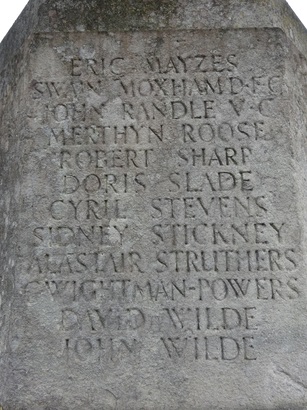 ERIC MAYZES
SWAIN MOXHAM D·F·C
JOHN RANDLE V·C
MERTHYN ROOSE
ROBERT SHARP
DORIS SLADE
CYRIL STEVENS
SIDNEY STICKNEY
ALASTAIR STRUTHERS
WIGHTMAN-POWERS
DAVID WILDE
JOHN WILDE